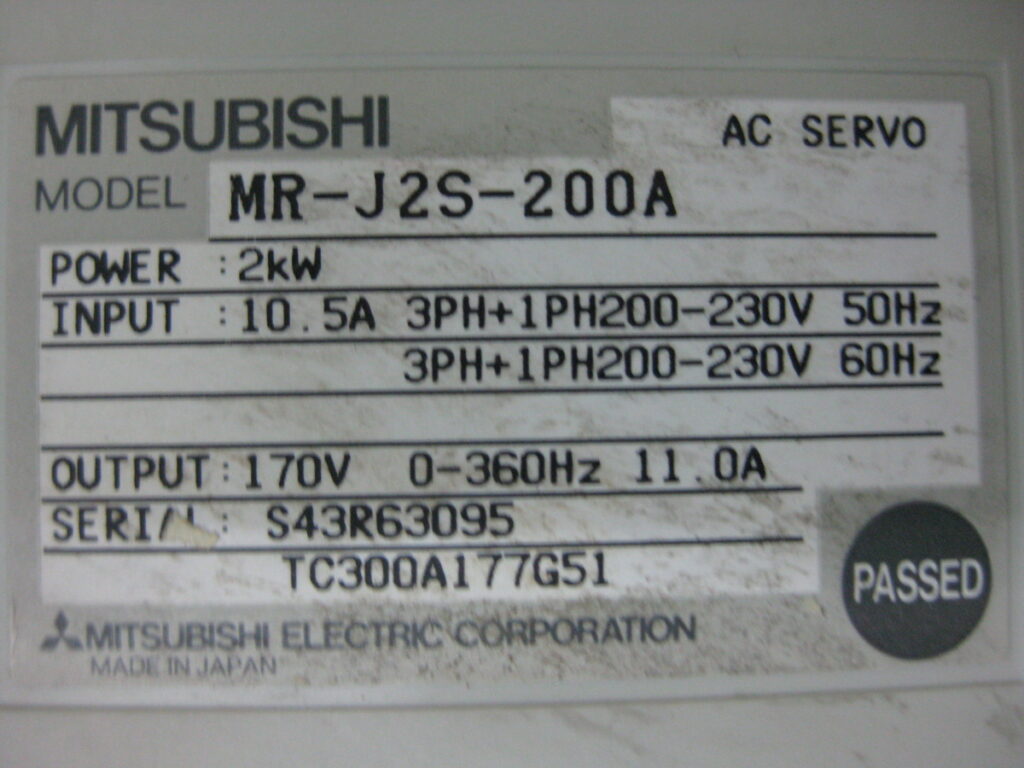 MITSUBISHI
AC SERVO
MODEL MR-J2S-200A
POWER : 2kW
INPUT : 10.5A 3PH+1PH200-230V 50Hz
3PH+1PH200-230V 60Hz
OUTPUT : 170V 0-360Hz 11.0A
SERIAL : S43R63095
TC300A177G51
PASSED
MITSUBISHI ELECTRIC CORPORATION
MADE IN JAPAN